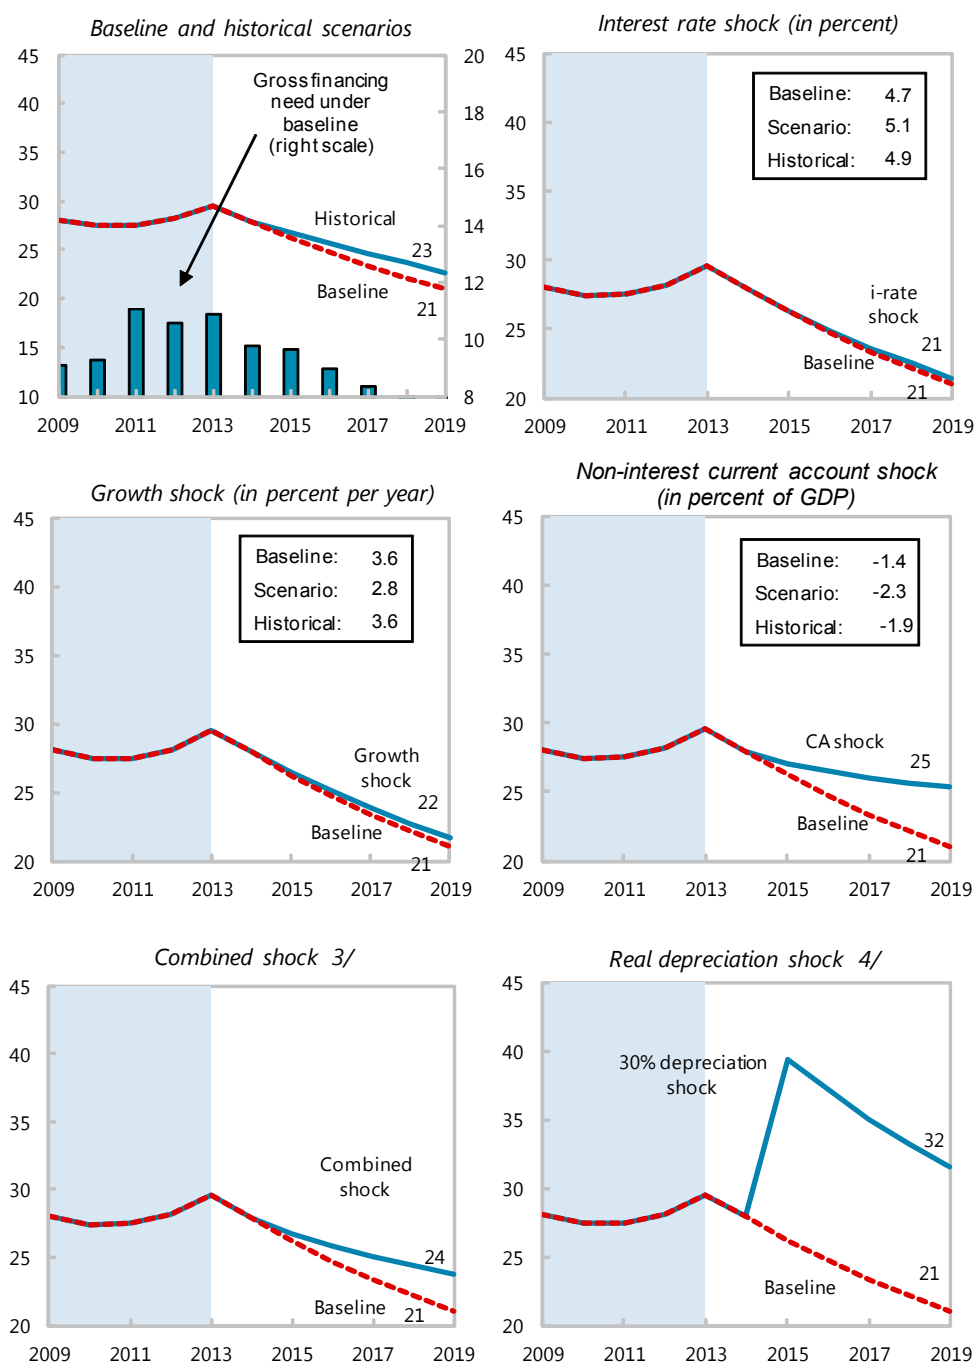 Baseline and historical scenarios
45
40
35
30
25
20
15
10
20
18
16
14
12
10
8
Gross financing
need under
baseline
(right scale)
Historical
23
Baseline
21
2009 2011 2013 2015 2017 2019
Interest rate shock (in percent)
45
40
35
30
25
20
Baseline: 4.7
Scenario: 5.1
Historical: 4.9
i-rate
shock
21
Baseline
21
2009 2011 2013 2015 2017 2019
Growth shock (in percent per year)
45
40
35
30
25
20
Baseline: 3.6
Scenario: 2.8
Historical: 3.6
Growth
shock
22
Baseline
21
2009 2011 2013 2015 2017 2019
Non-interest current account shock
(in percent of GDP)
45
40
35
30
25
20
Baseline: -1.4
Scenario: -2.3
Historical: -1.9
CA shock
25
Baseline
21
2009 2011 2013 2015 2017 2019
Combined shock 3/
45
40
35
30
25
20
Combined
shock
24
Baseline
21
2009 2011 2013 2015 2017 2019
Real depreciation shock 4/
45
40
35
30
25
20
30% depreciation
shock
32
21
Baseline
2009 2011 2013 2015 2017 2019